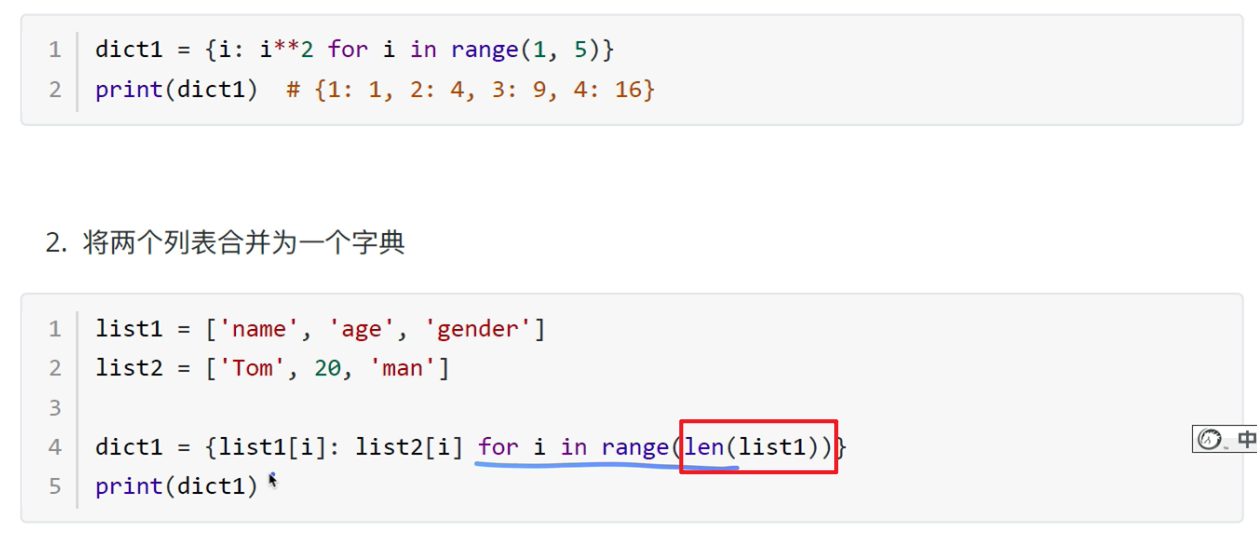 1 dict1 = {i: i**2 for i in range(1, 5)}
2 print(dict1)  # {1: 1, 2: 4, 3: 9, 4: 16}
2. 将两个列表合并为一个字典
1 list1 = ['name', 'age', 'gender']
2 list2 = ['Tom', 20, 'man']
3
4 dict1 = {list1[i]: list2[i] for i in range(len(list1))}
中
5 print(dict1)